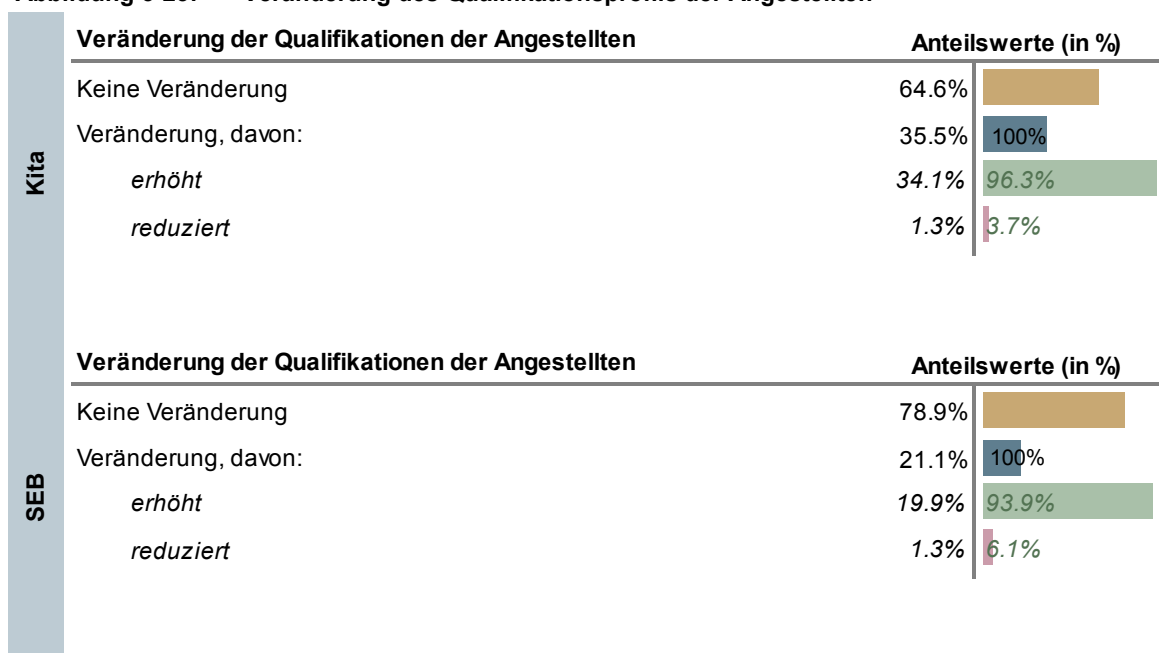 Kita
Veränderung der Qualifikationen der Angestellten Anteilswerte (in %)
Keine Veränderung 64.6%
Veränderung, davon: 35.5% 100%
erhöht 34.1% 96.3%
reduziert 1.3% 3.7%
SEB
Veränderung der Qualifikationen der Angestellten Anteilswerte (in %)
Keine Veränderung 78.9%
Veränderung, davon: 21.1% 100%
erhöht 19.9% 93.9%
reduziert 1.3% 6.1%